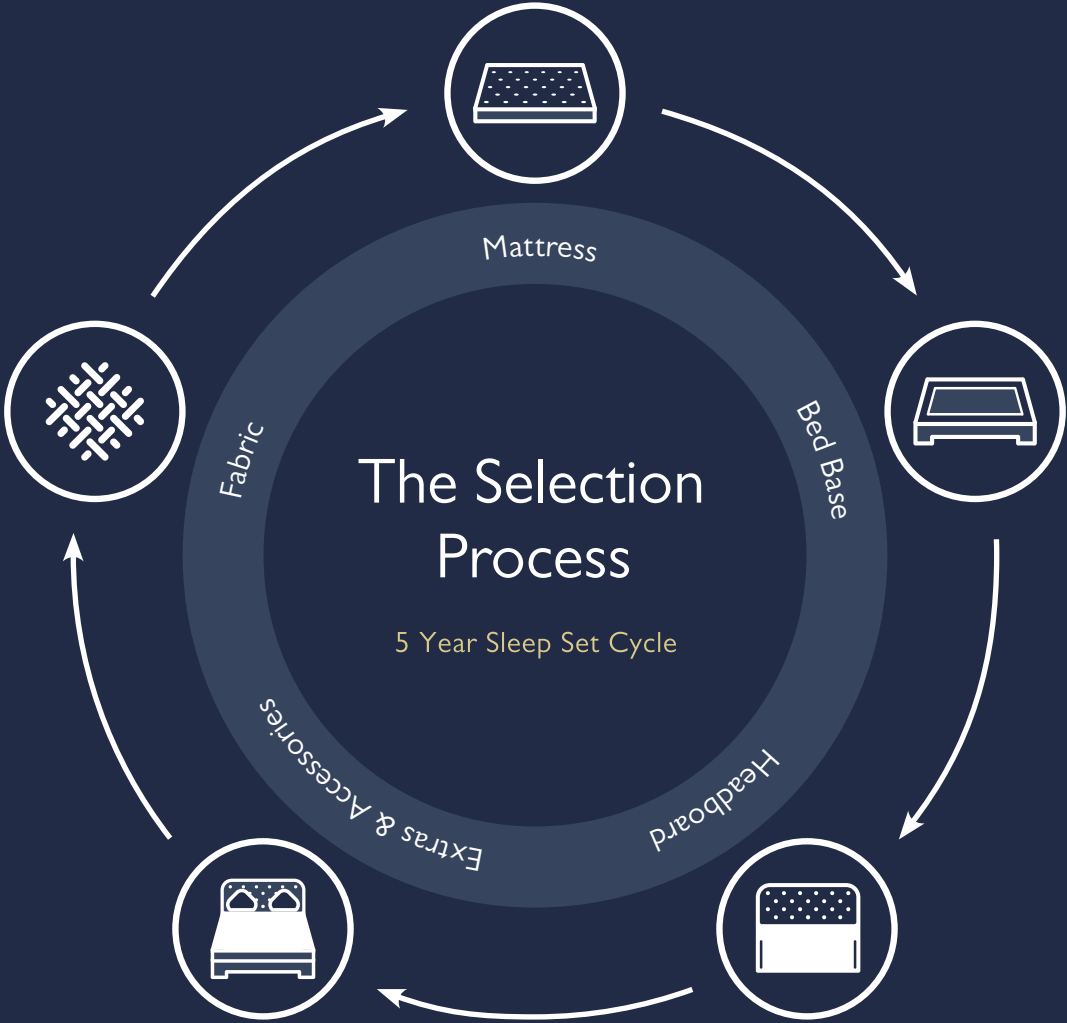 Mattress
Bed Base
Headboard
Extras & Accessories
Fabric
The Selection
Process
5 Year Sleep Set Cycle